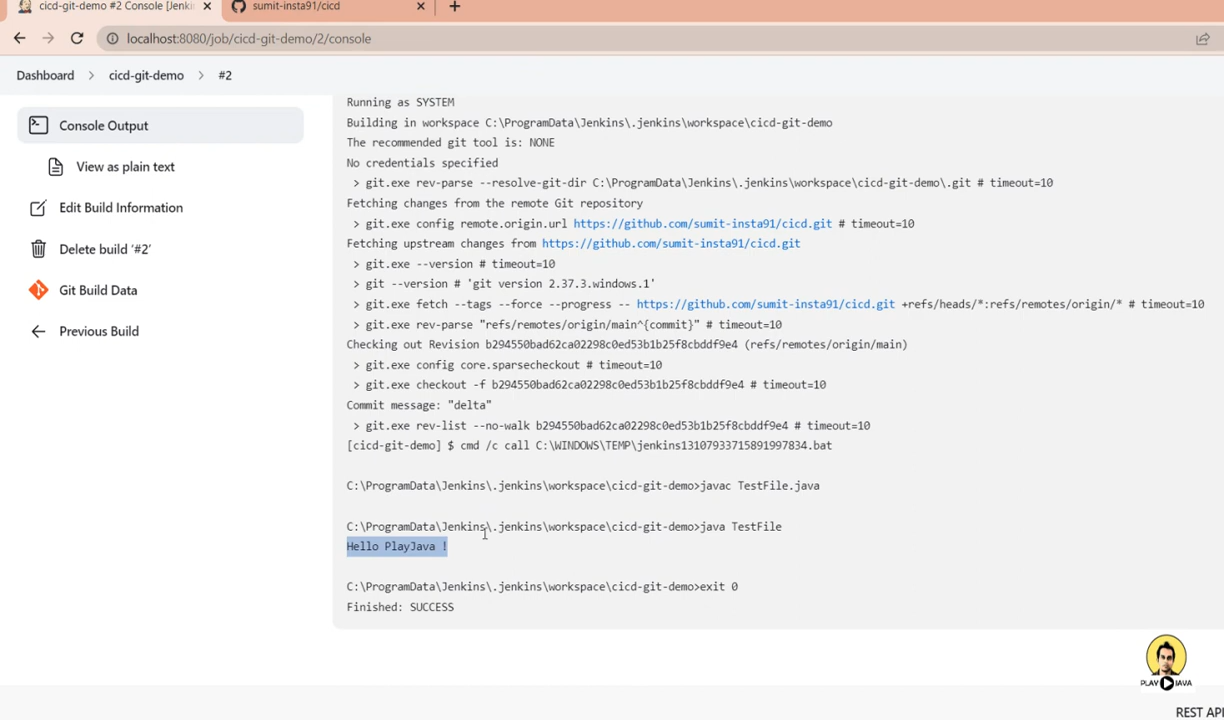 cicd-git-demo #2 Console [Jenki
sumit-insta91/cicd
localhost:8080/job/cicd-git-demo/2/console
Dashboard > cicd-git-demo > #2
Console Output
View as plain text
Edit Build Information
Delete build '#2'
Git Build Data
Previous Build
Running as SYSTEM
Building in workspace C:\ProgramData\Jenkins\.jenkins\workspace\cicd-git-demo
The recommended git tool is: NONE
No credentials specified
> git.exe rev-parse --resolve-git-dir C:\ProgramData\Jenkins\.jenkins\workspace\cicd-git-demo\.git # timeout=10
Fetching changes from the remote Git repository
> git.exe config remote.origin.url https://github.com/sumit-insta91/cicd.git # timeout=10
Fetching upstream changes from https://github.com/sumit-insta91/cicd.git
> git.exe --version # timeout=10
> git --version # 'git version 2.37.3.windows.1'
> git.exe fetch --tags --force --progress -- https://github.com/sumit-insta91/cicd.git +refs/heads/*:refs/remotes/origin/* # timeout=10
> git.exe rev-parse "refs/remotes/origin/main^{commit}" # timeout=10
Checking out Revision b294550bad62ca02298c0ed53b1b25f8cbddf9e4 (refs/remotes/origin/main)
> git.exe config core.sparsecheckout # timeout=10
> git.exe checkout -f b294550bad62ca02298c0ed53b1b25f8cbddf9e4 # timeout=10
Commit message: "delta"
> git.exe rev-list --no-walk b294550bad62ca02298c0ed53b1b25f8cbddf9e4 # timeout=10
[cicd-git-demo] $ cmd /c call C:\WINDOWS\TEMP\jenkins13107933715891997834.bat
C:\ProgramData\Jenkins\.jenkins\workspace\cicd-git-demo>javac TestFile.java
C:\ProgramData\Jenkins\.jenkins\workspace\cicd-git-demo>java TestFile
Hello PlayJava !
C:\ProgramData\Jenkins\.jenkins\workspace\cicd-git-demo>exit 0
Finished: SUCCESS
PLAY JAVA
REST API